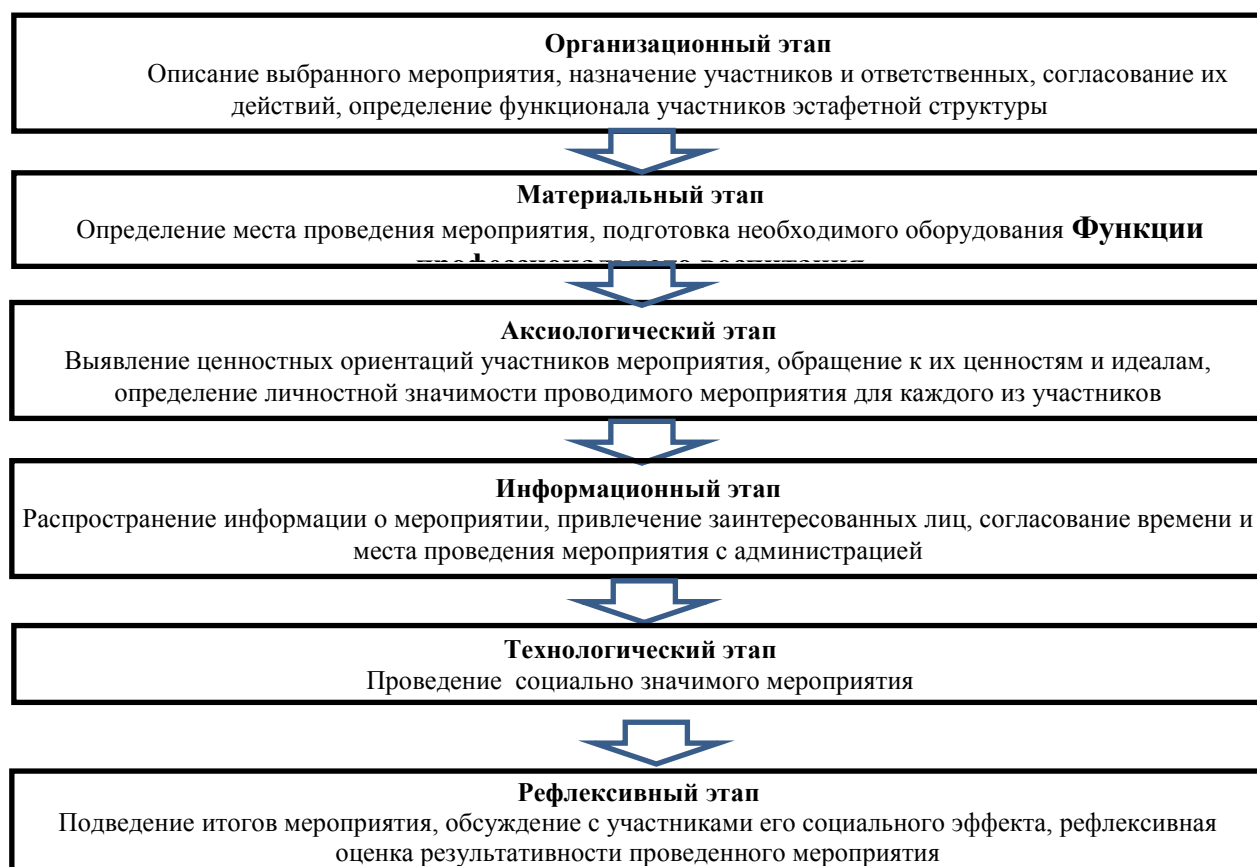 Организационный этап
Описание выбранного мероприятия, назначение участников и ответственных, согласование их
действий, определение функционала участников эстафетной структуры
Материальный этап
Определение места проведения мероприятия, подготовка необходимого оборудования Функции
профессионального воспитания
Аксиологический этап
Выявление ценностных ориентаций участников мероприятия, обращение к их ценностям и идеалам,
определение личностной значимости проводимого мероприятия для каждого из участников
Информационный этап
Распространение информации о мероприятии, привлечение заинтересованных лиц, согласование времени и
места проведения мероприятия с администрацией
Технологический этап
Проведение социально значимого мероприятия
Рефлексивный этап
Подведение итогов мероприятия, обсуждение с участниками его социального эффекта, рефлексивная
оценка результативности проведенного мероприятия